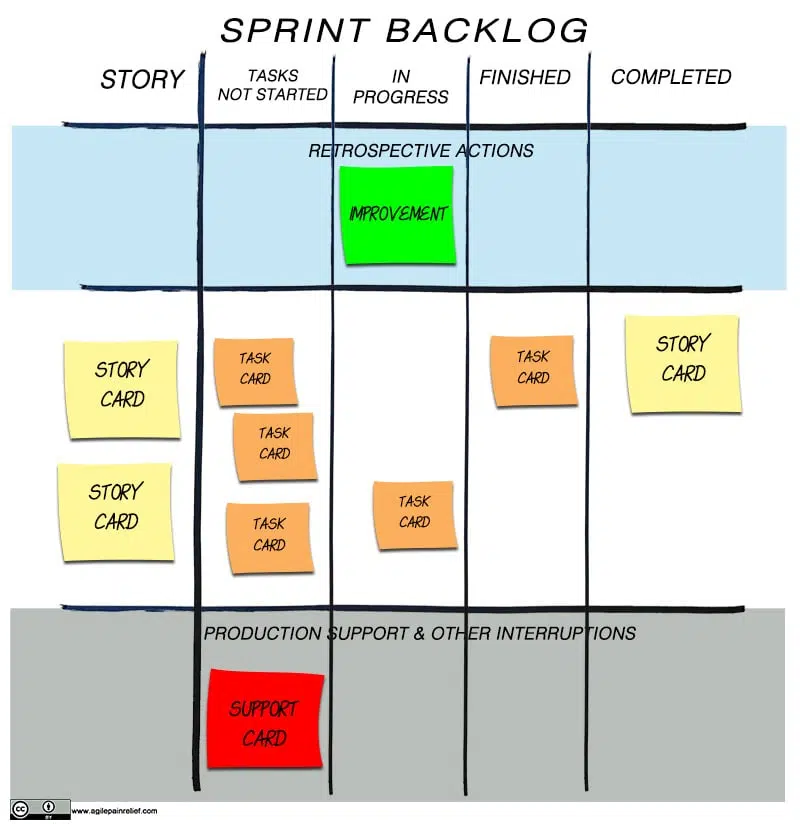 SPRINT BACKLOG
STORY
TASKS
NOT STARTED
IN
PROGRESS
FINISHED
COMPLETED
RETROSPECTIVE ACTIONS
IMPROVEMENT
STORY
CARD
TASK
CARD
TASK
CARD
TASK
CARD
STORY
CARD
STORY
CARD
TASK
CARD
TASK
CARD
PRODUCTION SUPPORT & OTHER INTERRUPTIONS
SUPPORT
CARD
cc
BY
www.agilepainrelief.com